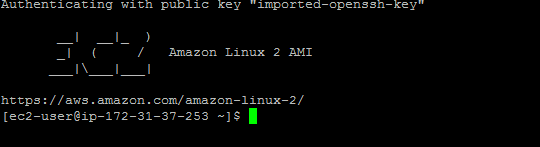 Authenticating with public key "imported-openssh-key"
       __|  __|_  )
       _|  (     /   Amazon Linux 2 AMI
      ___|\___|___|
https://aws.amazon.com/amazon-linux-2/
[ec2-user@ip-172-31-37-253 ~]$